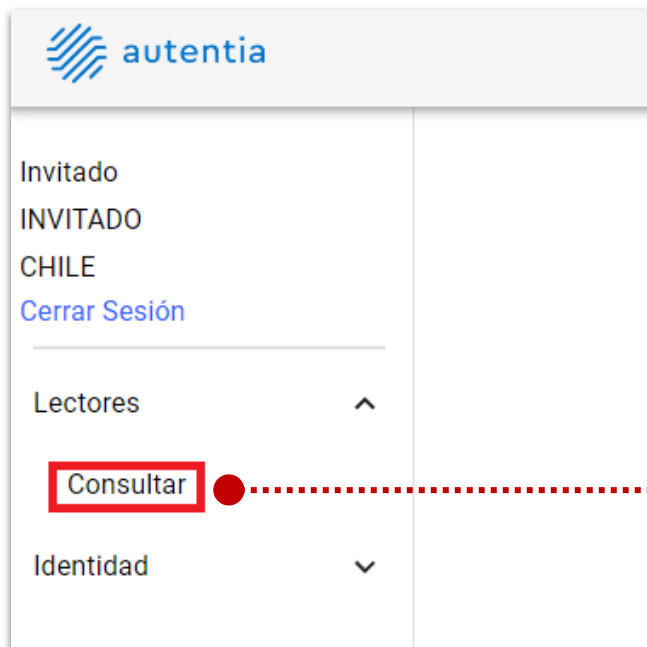 autentia
Invitado
INVITADO
CHILE
Cerrar Sesión
Lectores
Consultar
Identidad